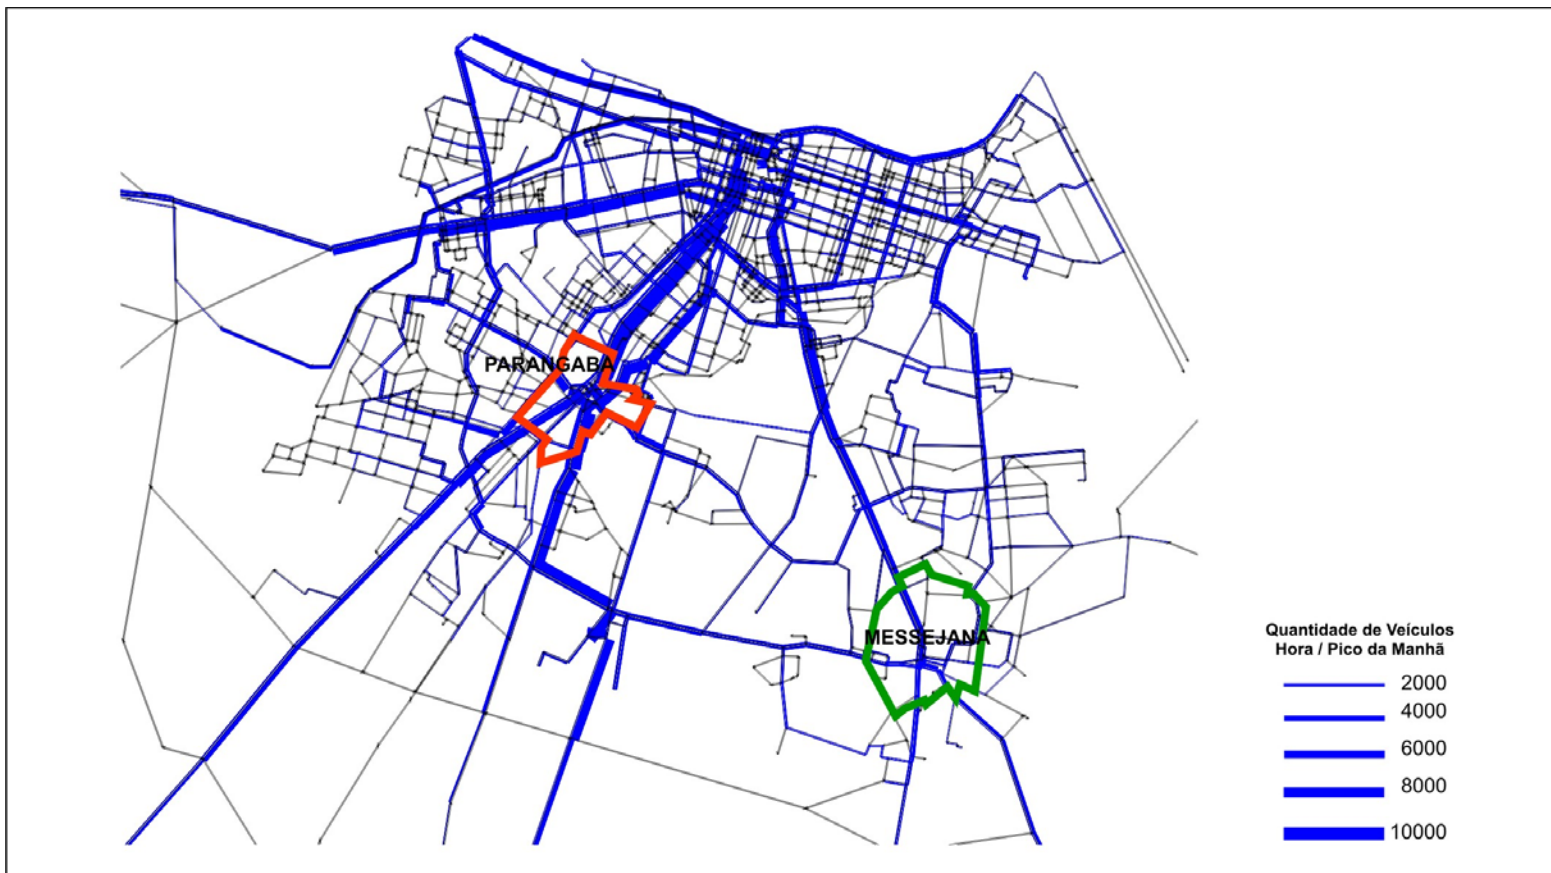 PARANGABA
MESSEJANA
Quantidade de Veículos
Hora / Pico da Manhã
2000
4000
6000
8000
10000